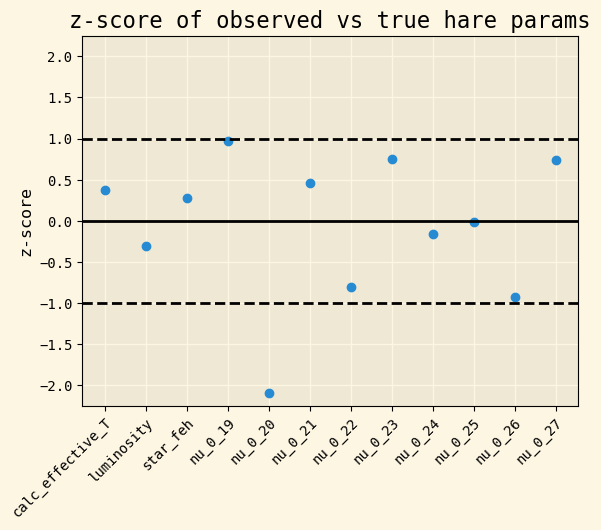 z-score of observed vs true hare params
z-score
2.0
1.5
1.0
0.5
0.0
−0.5
−1.0
−1.5
−2.0
calc_effective_T
luminosity
star_feh
nu_0_19
nu_0_20
nu_0_21
nu_0_22
nu_0_23
nu_0_24
nu_0_25
nu_0_26
nu_0_27